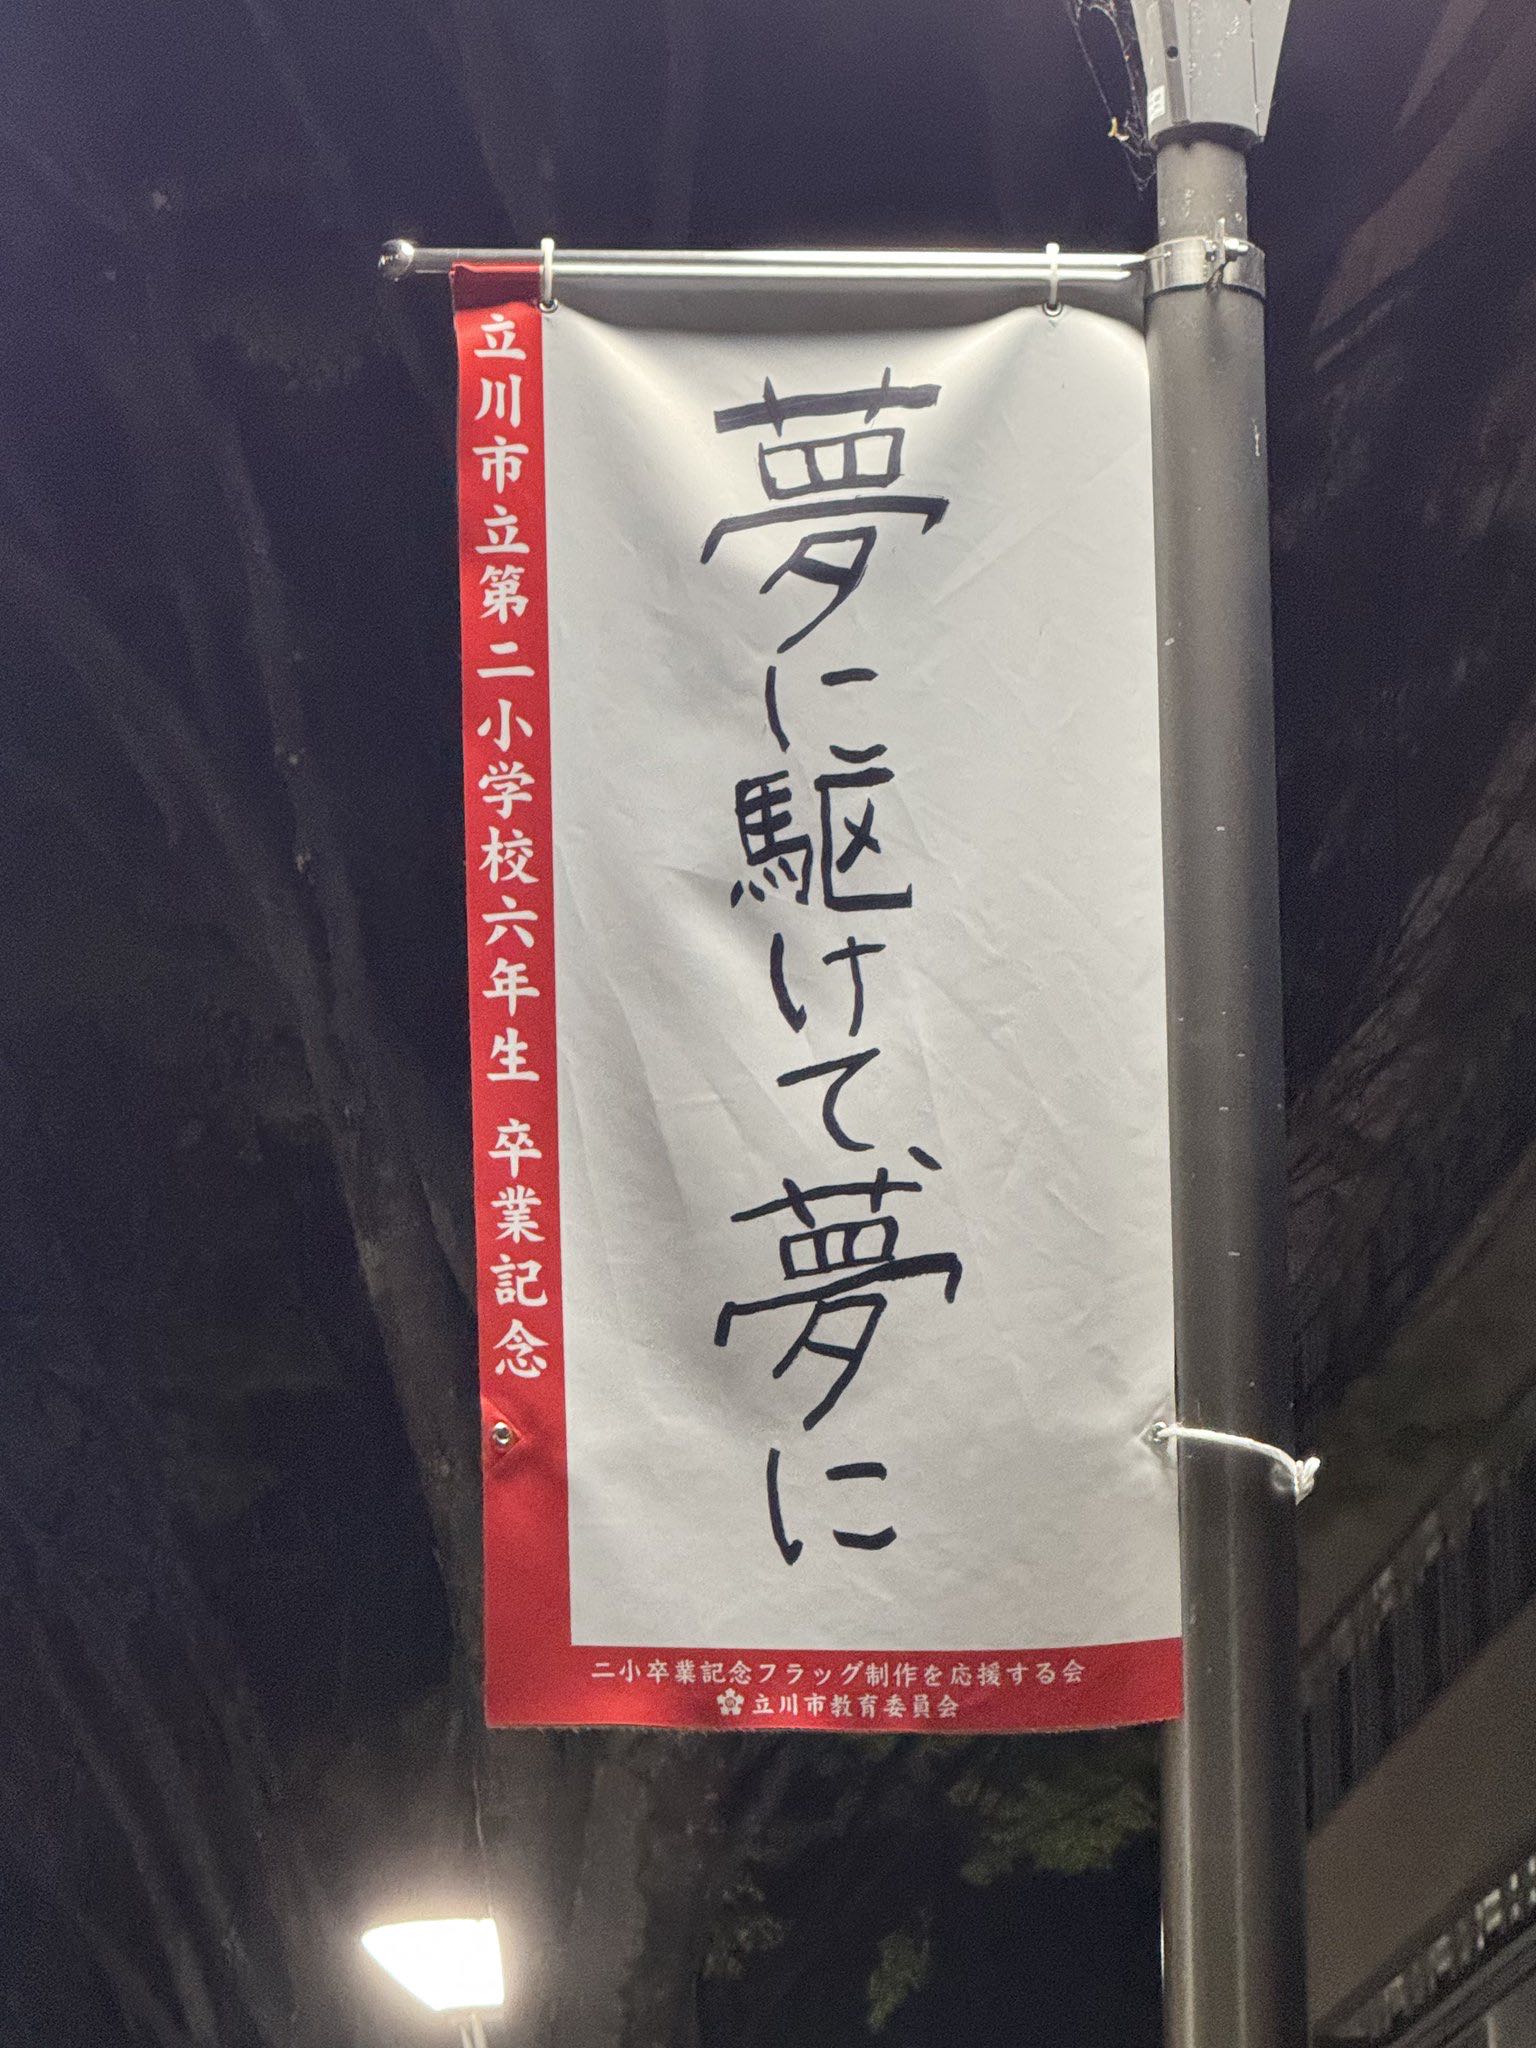 夢に駆けて、夢に
立川市立第二小学校六年生 卒業記念
二小卒業記念フラッグ制作を応援する会
立川市教育委員会